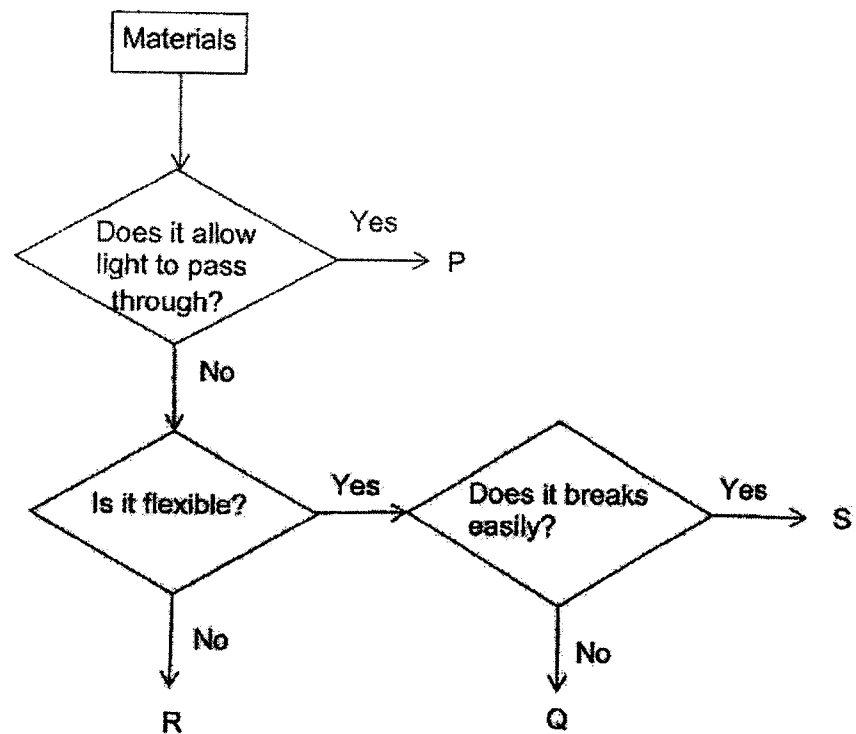 Materials
Does it allow
light to pass
through?
Yes
P
No
Is it flexible?
Yes
Does it breaks
easily?
Yes
S
No
R
No
Q